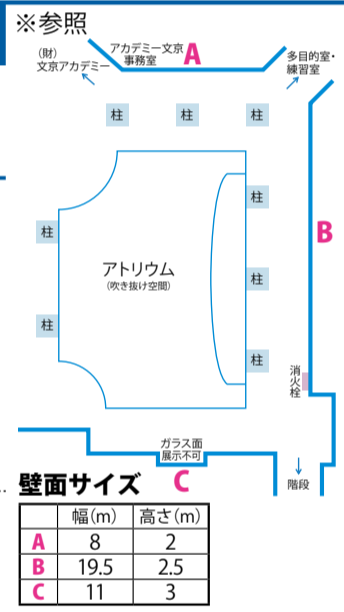 ※参照
(財)
文京アカデミー
アカデミー文京
事務室
A
多目的室・
練習室
柱
柱
柱
柱
柱
B
アトリウム
(吹き抜け空間)
柱
柱
柱
消火栓
ガラス面
展示不可
C
階段
壁面サイズ
幅(m) 高さ(m)
A 8 2
B 19.5 2.5
C 11 3